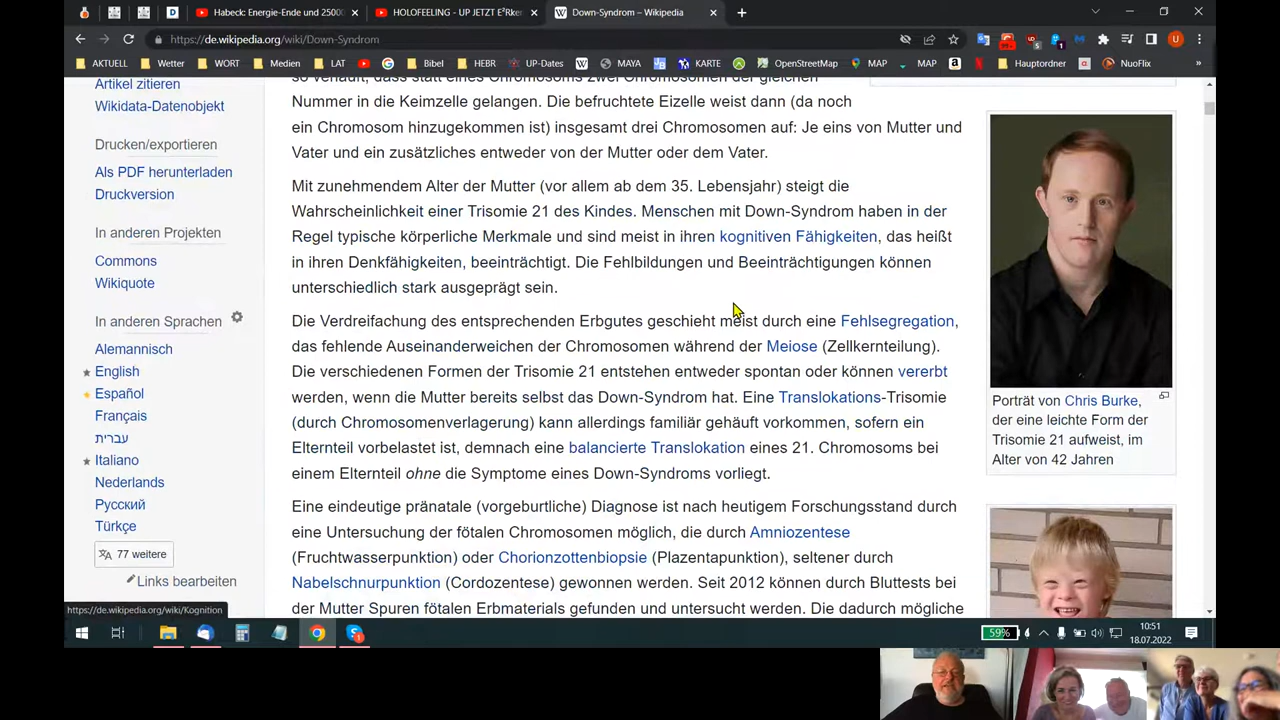 Habeck: Energie-Ende und 25000
HOLOFEELING - UP JETZT E³Rker
Down-Syndrom – Wikipedia
https://de.wikipedia.org/wiki/Down-Syndrom
AKTUELL
Wetter
WORT
Medien
LAT
Bibel
HEBR
UP-Dates
MAYA
KARTE
OpenStreetMap
MAP
MAP
Hauptordner
NuoFlix
Artikel zitieren
Wikidata-Datenobjekt
Drucken/exportieren
Als PDF herunterladen
Druckversion
In anderen Projekten
Commons
Wikiquote
In anderen Sprachen
Alemannisch
English
Español
Français
עברית
Italiano
Nederlands
Русский
Türkçe
77 weitere
Links bearbeiten
https://de.wikipedia.org/wiki/Kognition
so verläuft, dass statt eines Chromosoms zwei Chromosomen der gleichen
Nummer in die Keimzelle gelangen. Die befruchtete Eizelle weist dann (da noch
ein Chromosom hinzugekommen ist) insgesamt drei Chromosomen auf: Je eins von Mutter und
Vater und ein zusätzliches entweder von der Mutter oder dem Vater.
Mit zunehmendem Alter der Mutter (vor allem ab dem 35. Lebensjahr) steigt die
Wahrscheinlichkeit einer Trisomie 21 des Kindes. Menschen mit Down-Syndrom haben in der
Regel typische körperliche Merkmale und sind meist in ihren kognitiven Fähigkeiten, das heißt
in ihren Denkfähigkeiten, beeinträchtigt. Die Fehlbildungen und Beeinträchtigungen können
unterschiedlich stark ausgeprägt sein.
Die Verdreifachung des entsprechenden Erbgutes geschieht meist durch eine Fehlsegregation,
das fehlende Auseinanderweichen der Chromosomen während der Meiose (Zellkernteilung).
Die verschiedenen Formen der Trisomie 21 entstehen entweder spontan oder können vererbt
werden, wenn die Mutter bereits selbst das Down-Syndrom hat. Eine Translokations-Trisomie
(durch Chromosomenverlagerung) kann allerdings familiär gehäuft vorkommen, sofern ein
Elternteil vorbelastet ist, demnach eine balancierte Translokation eines 21. Chromosoms bei
einem Elternteil ohne die Symptome eines Down-Syndroms vorliegt.
Eine eindeutige pränatale (vorgeburtliche) Diagnose ist nach heutigem Forschungsstand durch
eine Untersuchung der fötalen Chromosomen möglich, die durch Amniozentese
(Fruchtwasserpunktion) oder Chorionzottenbiopsie (Plazentapunktion), seltener durch
Nabelschnurpunktion (Cordozentese) gewonnen werden. Seit 2012 können durch Bluttests bei
der Mutter Spuren fötalen Erbmaterials gefunden und untersucht werden. Die dadurch mögliche
Porträt von Chris Burke,
der eine leichte Form der
Trisomie 21 aufweist, im
Alter von 42 Jahren
59%
10:51
18.07.2022